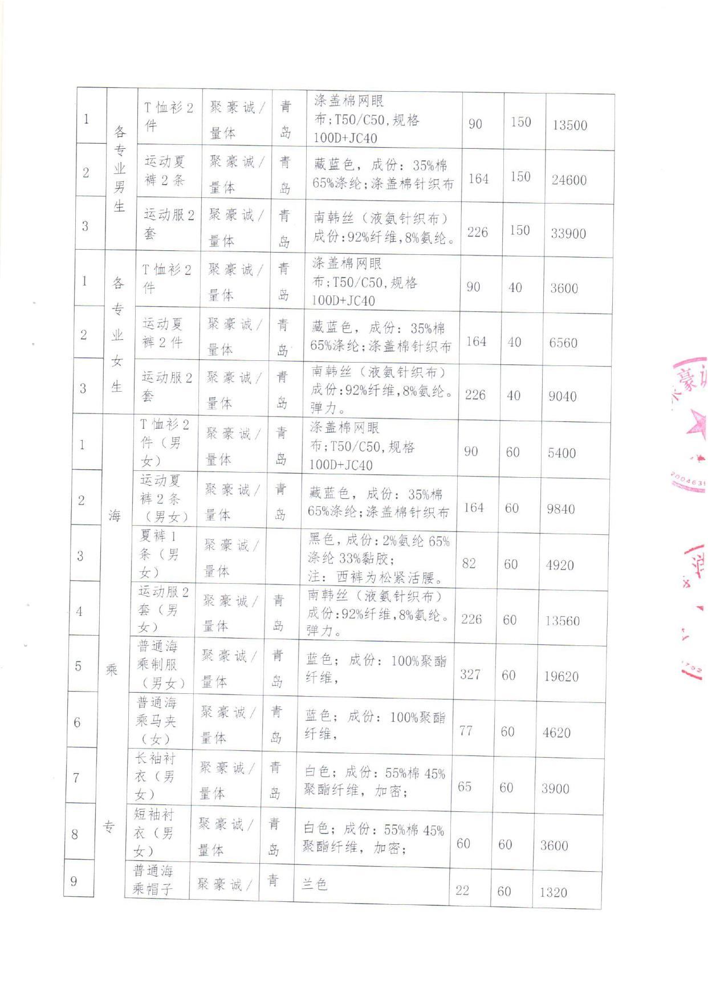 1
各专业男生
T恤衫2
件
聚豪诚/
量体
青
岛
涤盖棉网眼
布;T50/C50,规格
100D+JC40
90
150
13500
2
运动夏
裤2条
聚豪诚/
量体
青
岛
藏蓝色，成份：35%棉
65%涤纶;涤盖棉针织布
164
150
24600
3
运动服2
套
聚豪诚/
量体
青
岛
南韩丝（液氨针织布）
成份:92%纤维,8%氨纶。
226
150
33900
1
各专业女生
T恤衫2
件
聚豪诚/
量体
青
岛
涤盖棉网眼
布;T50/C50,规格
100D+JC40
90
40
3600
2
运动夏
裤2件
聚豪诚/
量体
青
岛
藏蓝色，成份：35%棉
65%涤纶;涤盖棉针织布
164
40
6560
3
运动服2
套
聚豪诚/
量体
青
岛
南韩丝（液氨针织布）
成份:92%纤维,8%氨纶。
弹力。
226
40
9040
1
海乘专
T恤衫2
件（男
女）
聚豪诚/
量体
青
岛
涤盖棉网眼
布;T50/C50,规格
100D+JC40
90
60
5400
2
运动夏
裤2条
（男女）
聚豪诚/
量体
青
岛
藏蓝色，成份：35%棉
65%涤纶;涤盖棉针织布
164
60
9840
3
夏裤1
条（男
女）
聚豪诚/
量体
黑色,成份:2%氨纶65%
涤纶33%黏胶;
注：西裤为松紧活腰。
82
60
4920
4
运动服2
套（男
女）
聚豪诚/
量体
青
岛
南韩丝（液氨针织布）
成份:92%纤维,8%氨纶。
弹力。
226
60
13560
5
普通海
乘制服
（男女）
聚豪诚/
量体
青
岛
蓝色；成份：100%聚酯
纤维，
327
60
19620
6
普通海
乘马夹
（女）
聚豪诚/
量体
青
岛
蓝色；成份：100%聚酯
纤维，
77
60
4620
7
长袖衬
衣（男
女）
聚豪诚/
量体
青
岛
白色；成份：55%棉45%
聚酯纤维，加密；
65
60
3900
8
短袖衬
衣（男
女）
聚豪诚/
量体
青
岛
白色；成份：55%棉45%
聚酯纤维，加密；
60
60
3600
9
普通海
乘帽子
聚豪诚/
青
兰色
22
60
1320
豪
200463
702